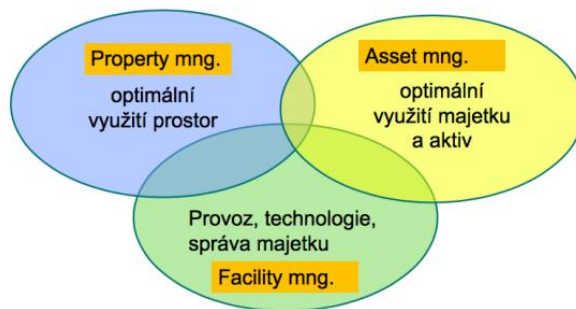 Property mng.
optimální
využití prostor
Asset mng.
optimální
využití majetku
a aktiv
Provoz, technologie,
správa majetku
Facility mng.